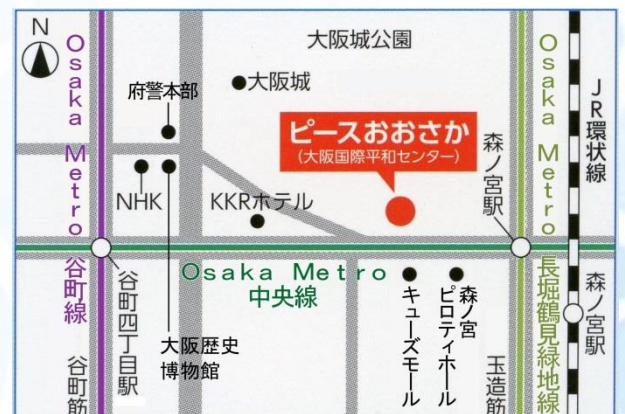 N
Osaka Metro 谷町線
大阪城公園
大阪城
府警本部
ピースおおさか
(大阪国際平和センター)
森ノ宮駅
Osaka Metro 長堀鶴見緑地線
JR環状線
NHK
KKRホテル
Osaka Metro
中央線
谷町四丁目駅
大阪歴史
博物館
キューズモール
森ノ宮
ピロティホール
森ノ宮駅
谷町筋
玉造筋